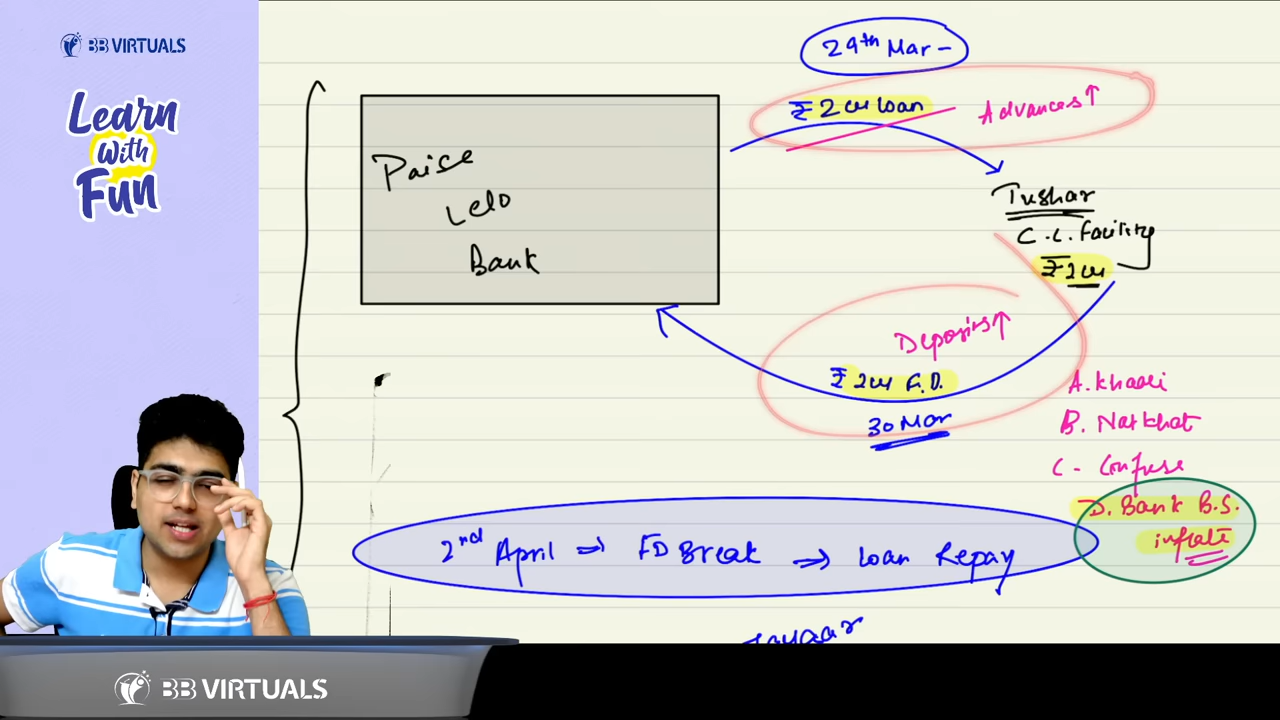 BB VIRTUALS
Learn
With
Fun
29th Mar -
₹ 2 cr loan
Advances ↑
Paise
Lelo
Bank
Tushar
C.C. Facility
₹ 2 cr
Deposits ↑
₹ 2 cr F.D.
30 Mar
A. Khaali
B. Natkhat
C - Confuse
D. Bank B.S.
inflate
2nd April ⇒ FD Break ⇒ Loan Repay
BB VIRTUALS